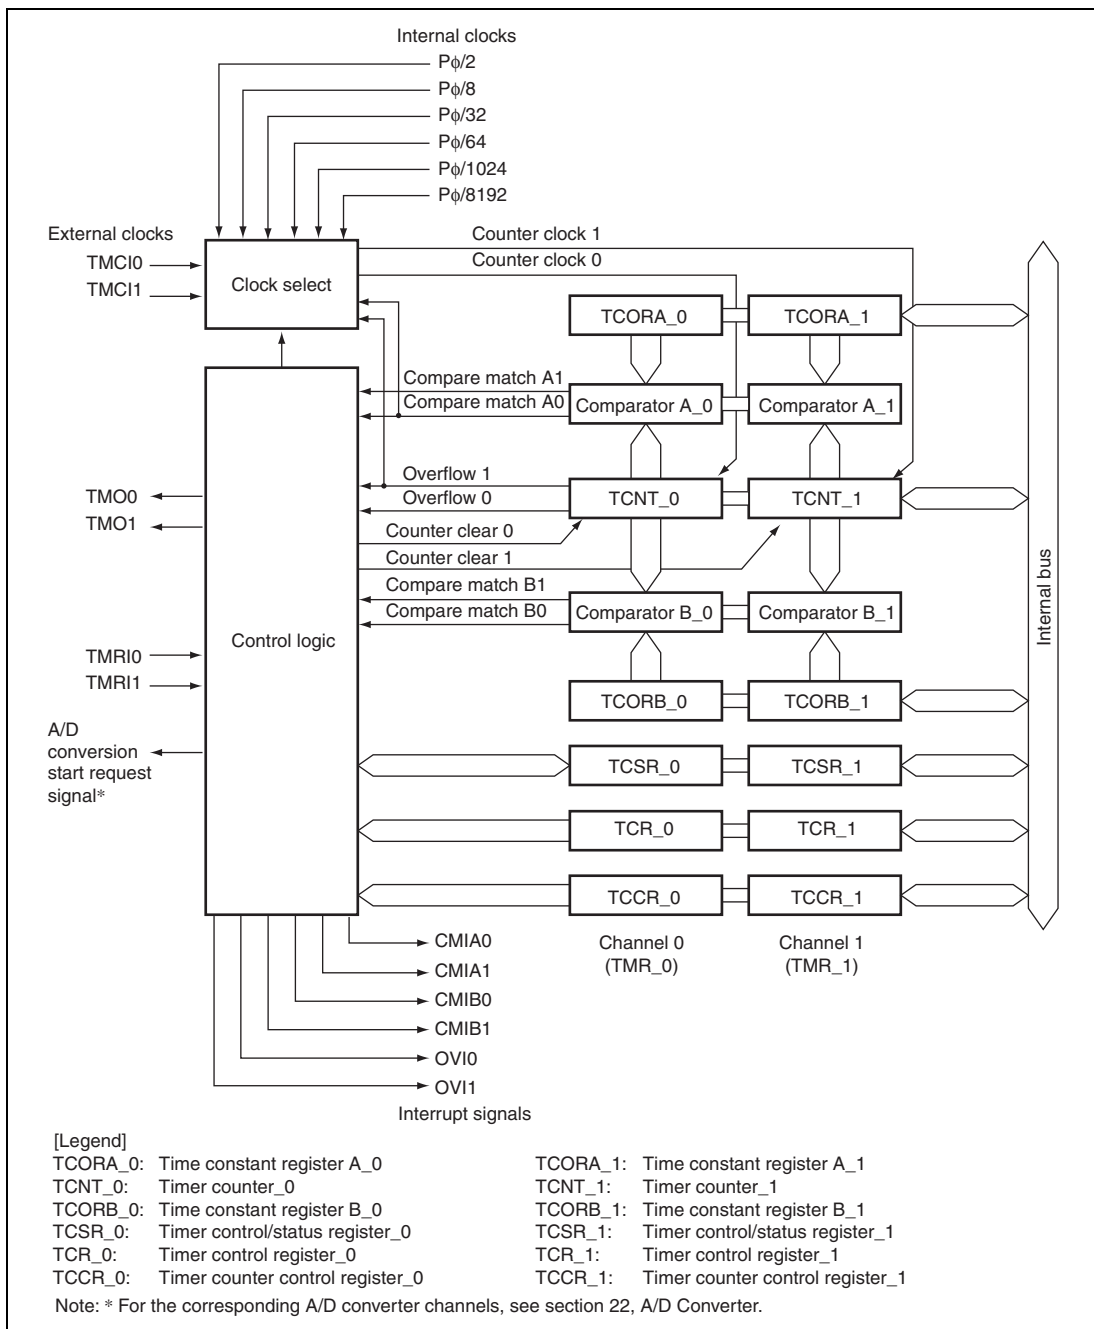 Internal clocks
Pϕ/2
Pϕ/8
Pϕ/32
Pϕ/64
Pϕ/1024
Pϕ/8192
External clocks
TMCI0
TMCI1
Clock select
Counter clock 1
Counter clock 0
TCORA_0
TCORA_1
Compare match A1
Compare match A0
Comparator A_0
Comparator A_1
TMO0
TMO1
Overflow 1
Overflow 0
TCNT_0
TCNT_1
Counter clear 0
Counter clear 1
Compare match B1
Compare match B0
Comparator B_0
Comparator B_1
Internal bus
Control logic
TMRI0
TMRI1
TCORB_0
TCORB_1
A/D
conversion
start request
signal*
TCSR_0
TCSR_1
TCR_0
TCR_1
TCCR_0
TCCR_1
Channel 0
(TMR_0)
Channel 1
(TMR_1)
CMIA0
CMIA1
CMIB0
CMIB1
OVI0
OVI1
Interrupt signals
[Legend]
TCORA_0: Time constant register A_0
TCORA_1: Time constant register A_1
TCNT_0: Timer counter_0
TCNT_1: Timer counter_1
TCORB_0: Time constant register B_0
TCORB_1: Time constant register B_1
TCSR_0: Timer control/status register_0
TCSR_1: Timer control/status register_1
TCR_0: Timer control register_0
TCR_1: Timer control register_1
TCCR_0: Timer counter control register_0
TCCR_1: Timer counter control register_1
Note: * For the corresponding A/D converter channels, see section 22, A/D Converter.